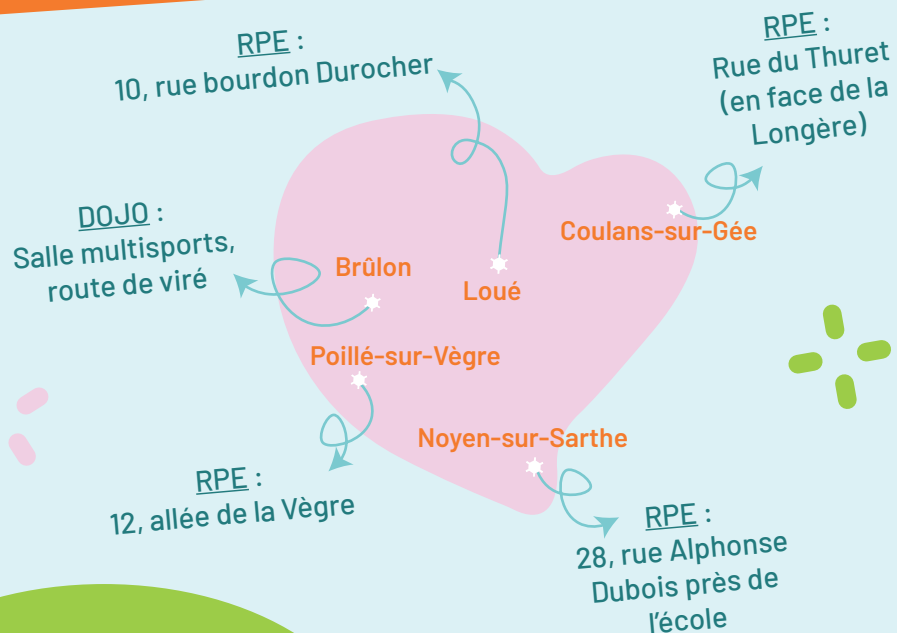 RPE :
10, rue bourdon Durocher
RPE :
Rue du Thuret
(en face de la
Longère)
DOJO :
Salle multisports,
route de viré
Coulans-sur-Gée
Brûlon
Loué
Poillé-sur-Vègre
Noyen-sur-Sarthe
RPE :
12, allée de la Vègre
RPE :
28, rue Alphonse
Dubois près de
l'école